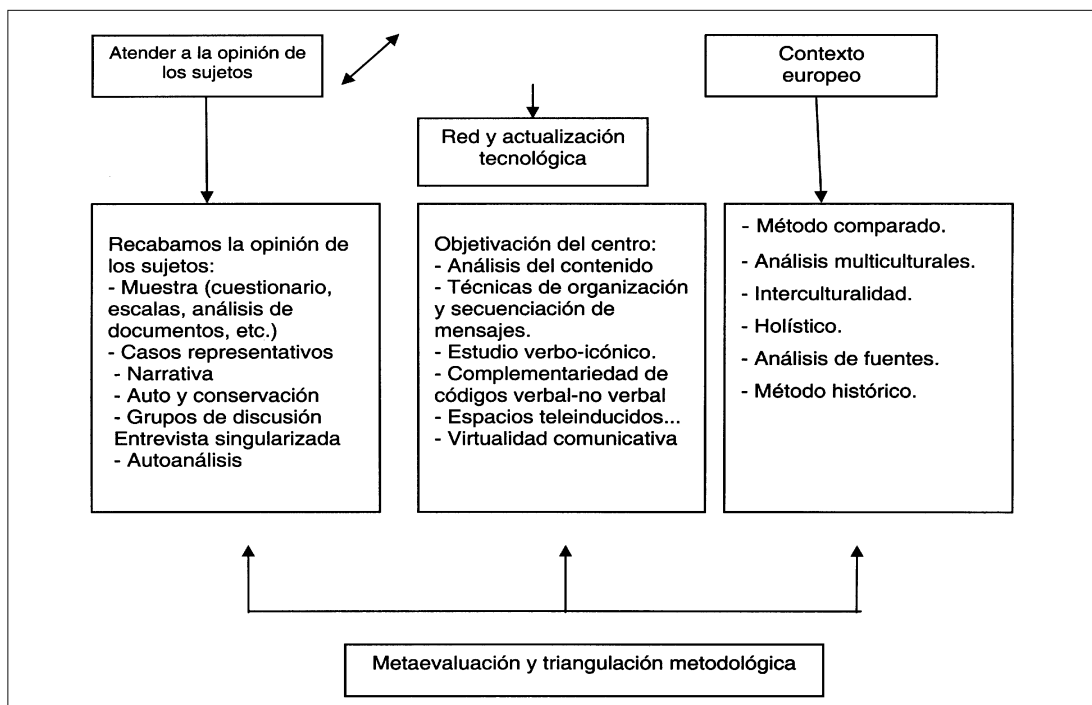 Atender a la opinión de
los sujetos
Contexto
europeo
Red y actualización
tecnológica
Recabamos la opinión de
los sujetos:
- Muestra (cuestionario,
escalas, análisis de
documentos, etc.)
- Casos representativos
- Narrativa
- Auto y conservación
- Grupos de discusión
Entrevista singularizada
- Autoanálisis
Objetivación del centro:
- Análisis del contenido
- Técnicas de organización
y secuenciación de
mensajes.
- Estudio verbo-icónico.
- Complementariedad de
códigos verbal-no verbal
- Espacios teleinducidos...
- Virtualidad comunicativa
- Método comparado.
- Análisis multiculturales.
- Interculturalidad.
- Holístico.
- Análisis de fuentes.
- Método histórico.
Metaevaluación y triangulación metodológica